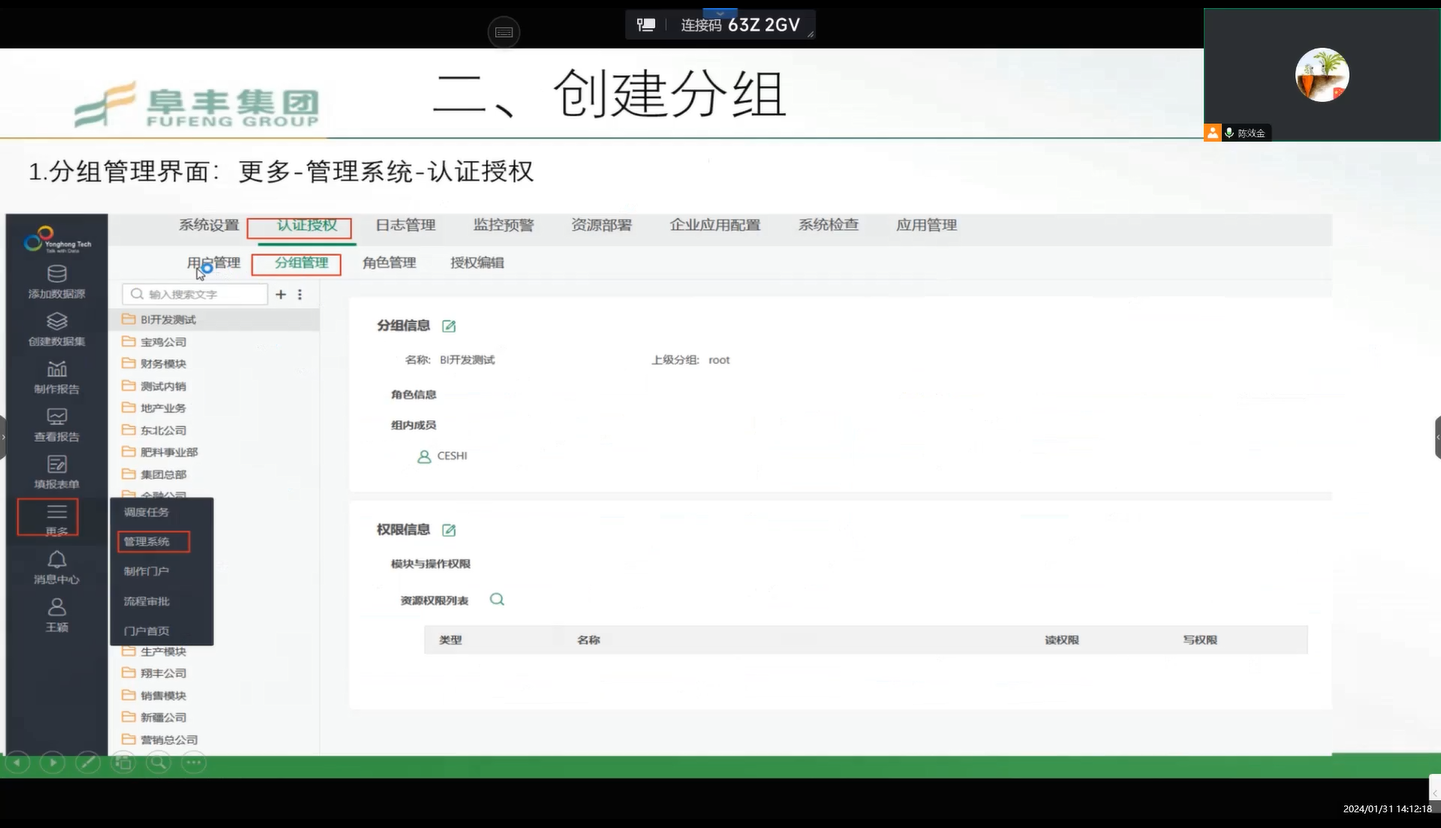 连接码 63Z 2GV
二、创建分组
阜丰集团
FUFENG GROUP
陈效金
1.分组管理界面：更多-管理系统-认证授权
Yonghong Tech
Talk with Data
系统设置 认证授权 日志管理 监控预警 资源部署 企业应用配置 系统检查 应用管理
用户管理 分组管理 角色管理 授权编辑
添加数据源
创建数据集
制作报告
查看报告
填报表单
更多
消息中心
王颖
输入搜索文字
BI开发测试
宝鸡公司
财务模块
测试内销
地产业务
东北公司
肥料事业部
集团总部
金融公司
调度任务
管理系统
制作门户
流程审批
门户首页
生产模块
翔丰公司
销售模块
新疆公司
营销总公司
分组信息
名称: BI开发测试 上级分组: root
角色信息
组内成员
CESHI
权限信息
模块与操作权限
资源权限列表
类型 名称 读权限 写权限
2024/01/31 14:12:18